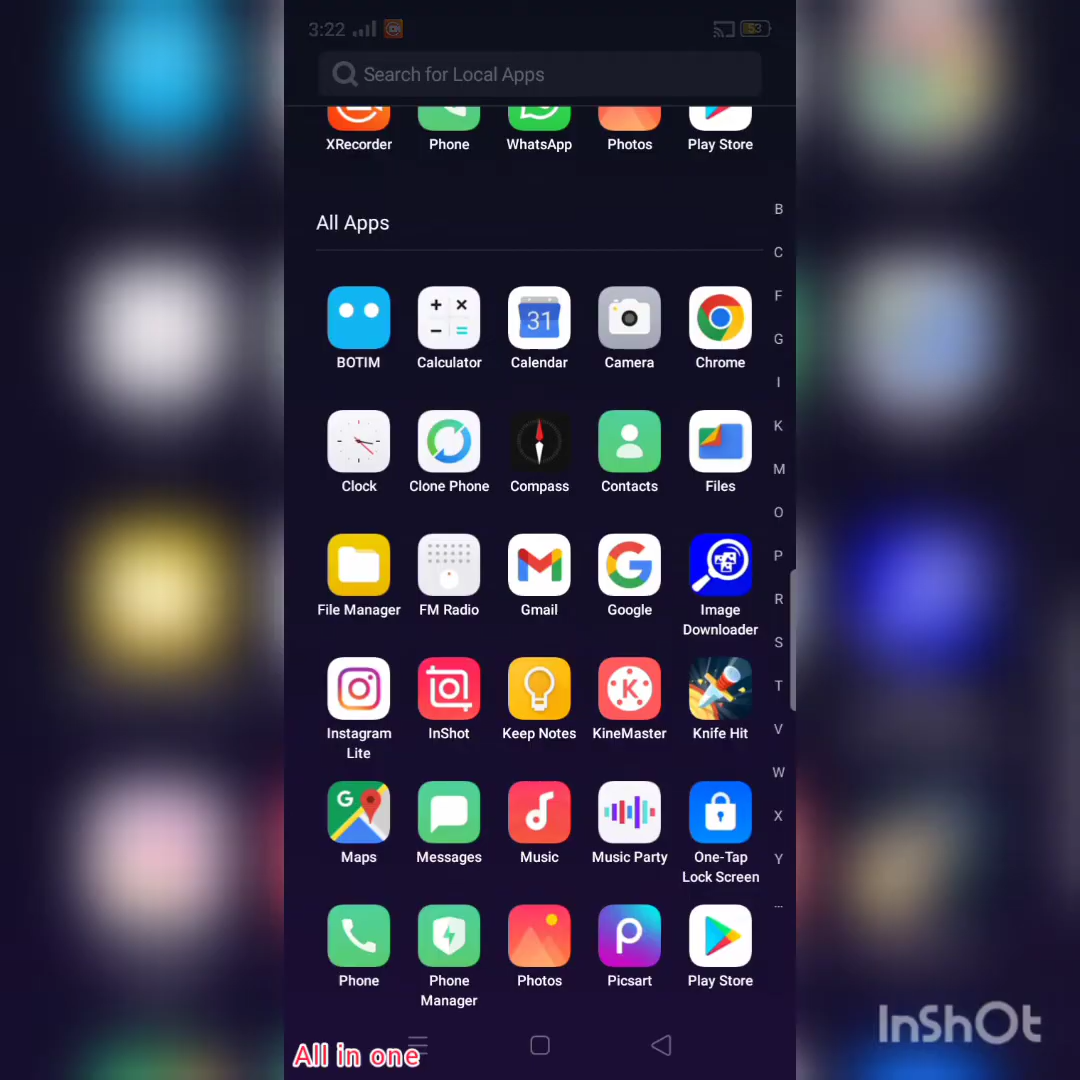 3:22 53
Search for Local Apps
XRecorder Phone WhatsApp Photos Play Store
All Apps
B
C
F
G
I
K
M
O
P
R
S
T
V
W
X
Y
...
31
BOTIM Calculator Calendar Camera Chrome
Clock Clone Phone Compass Contacts Files
File Manager FM Radio Gmail Google Image
Downloader
K
Instagram InShot Keep Notes KineMaster Knife Hit
Lite
G
Maps Messages Music Music Party One-Tap
Lock Screen
Phone Phone Photos Picsart Play Store
Manager
All in one
InShOt